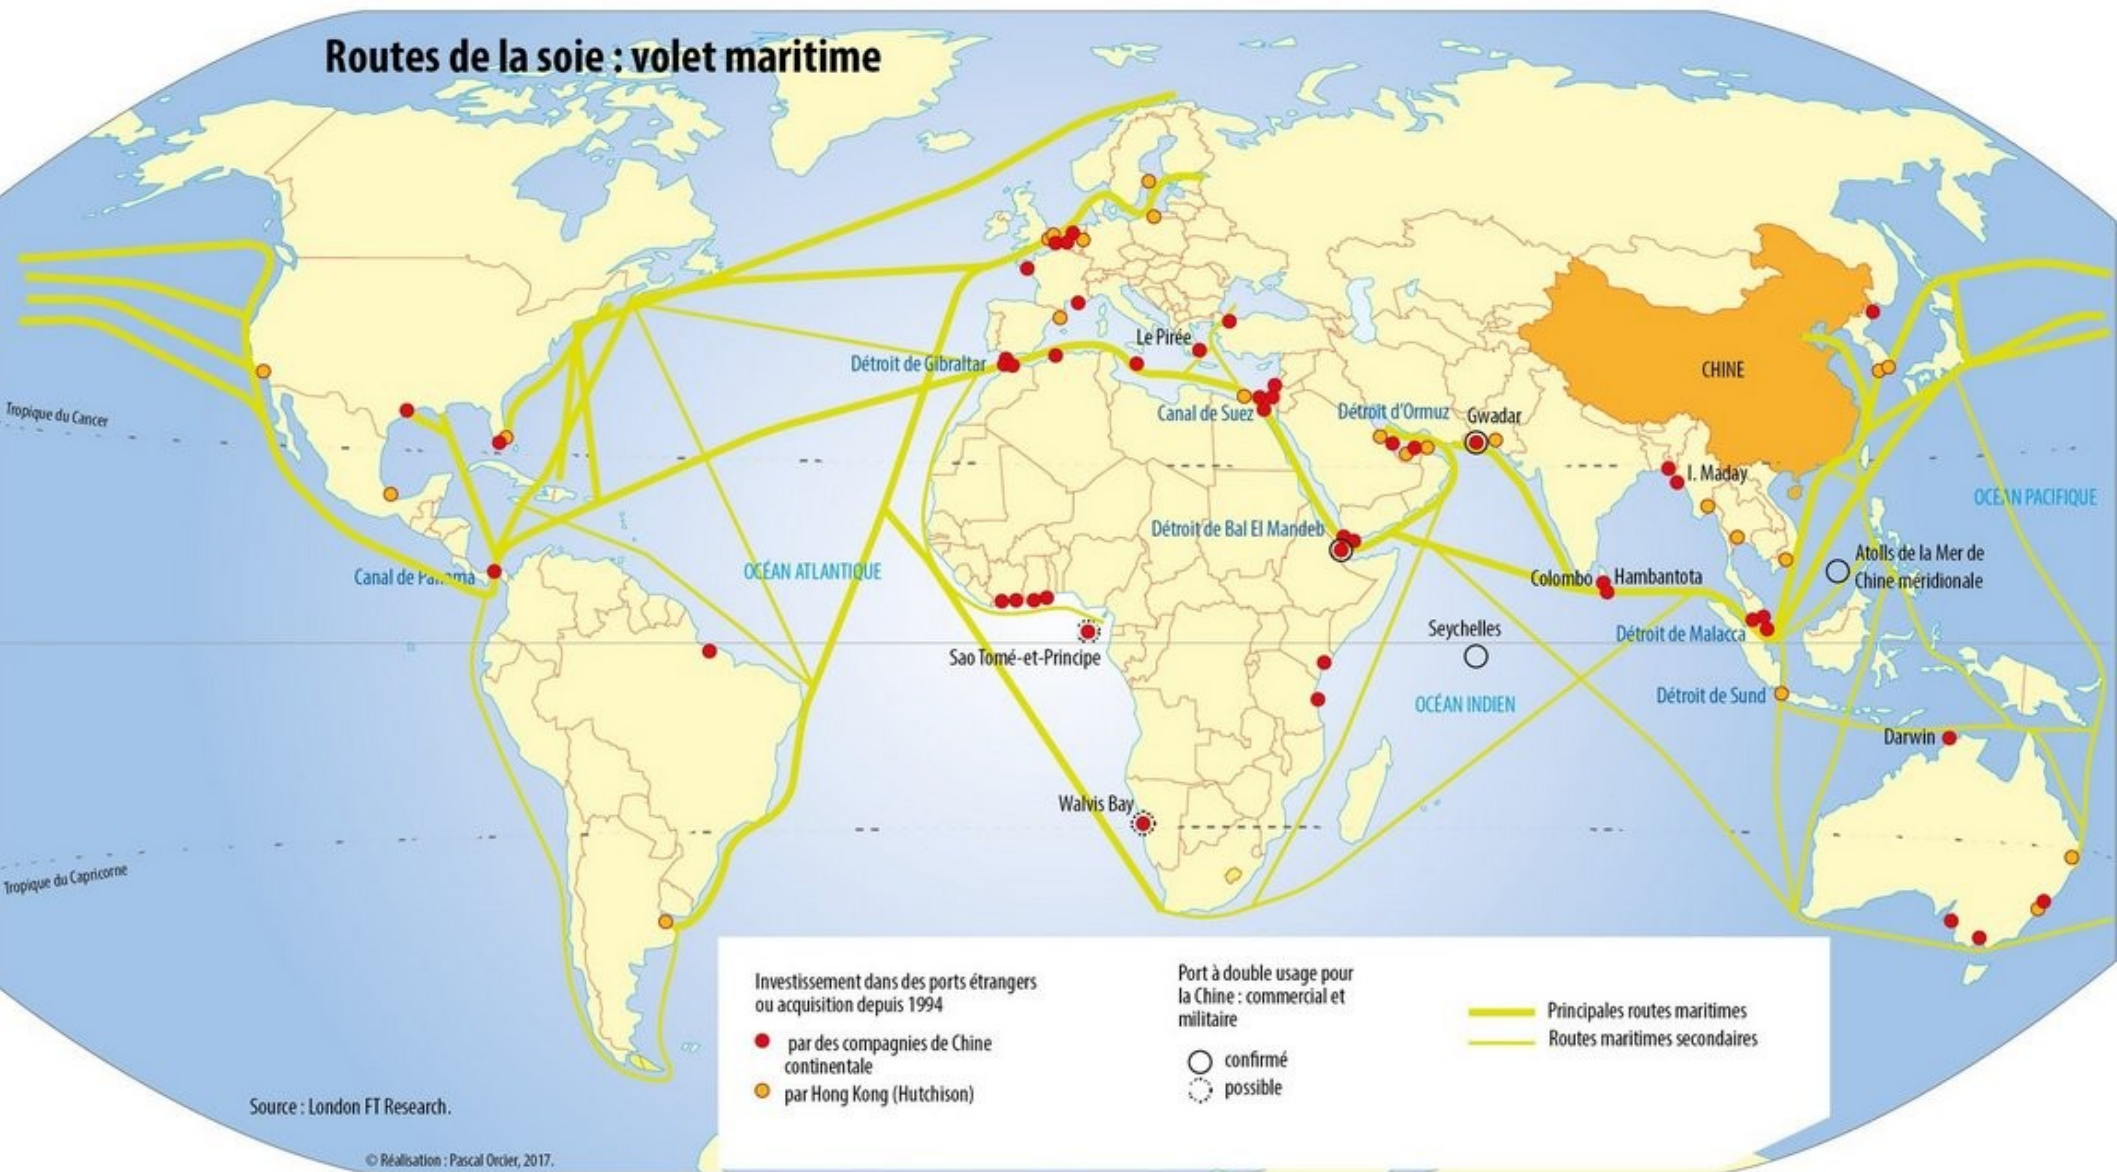 Routes de la soie : volet maritime
Le Pirée
Détroit de Gibraltar
CHINE
Tropique du Cancer
Canal de Suez
Détroit d'Ormuz
Gwadar
I. Maday
OCÉAN PACIFIQUE
Détroit de Bal El Mandeb
Atolls de la Mer de
Chine méridionale
Canal de Panama
OCÉAN ATLANTIQUE
Colombo
Hambantota
Seychelles
Détroit de Malacca
Sao Tomé-et-Principe
OCÉAN INDIEN
Détroit de Sund
Darwin
Walvis Bay
Tropique du Capricorne
Investissement dans des ports étrangers
ou acquisition depuis 1994
par des compagnies de Chine
continentale
par Hong Kong (Hutchison)
Port à double usage pour
la Chine : commercial et
militaire
confirmé
possible
Principales routes maritimes
Routes maritimes secondaires
Source : London FT Research.
© Réalisation : Pascal Orcier, 2017.